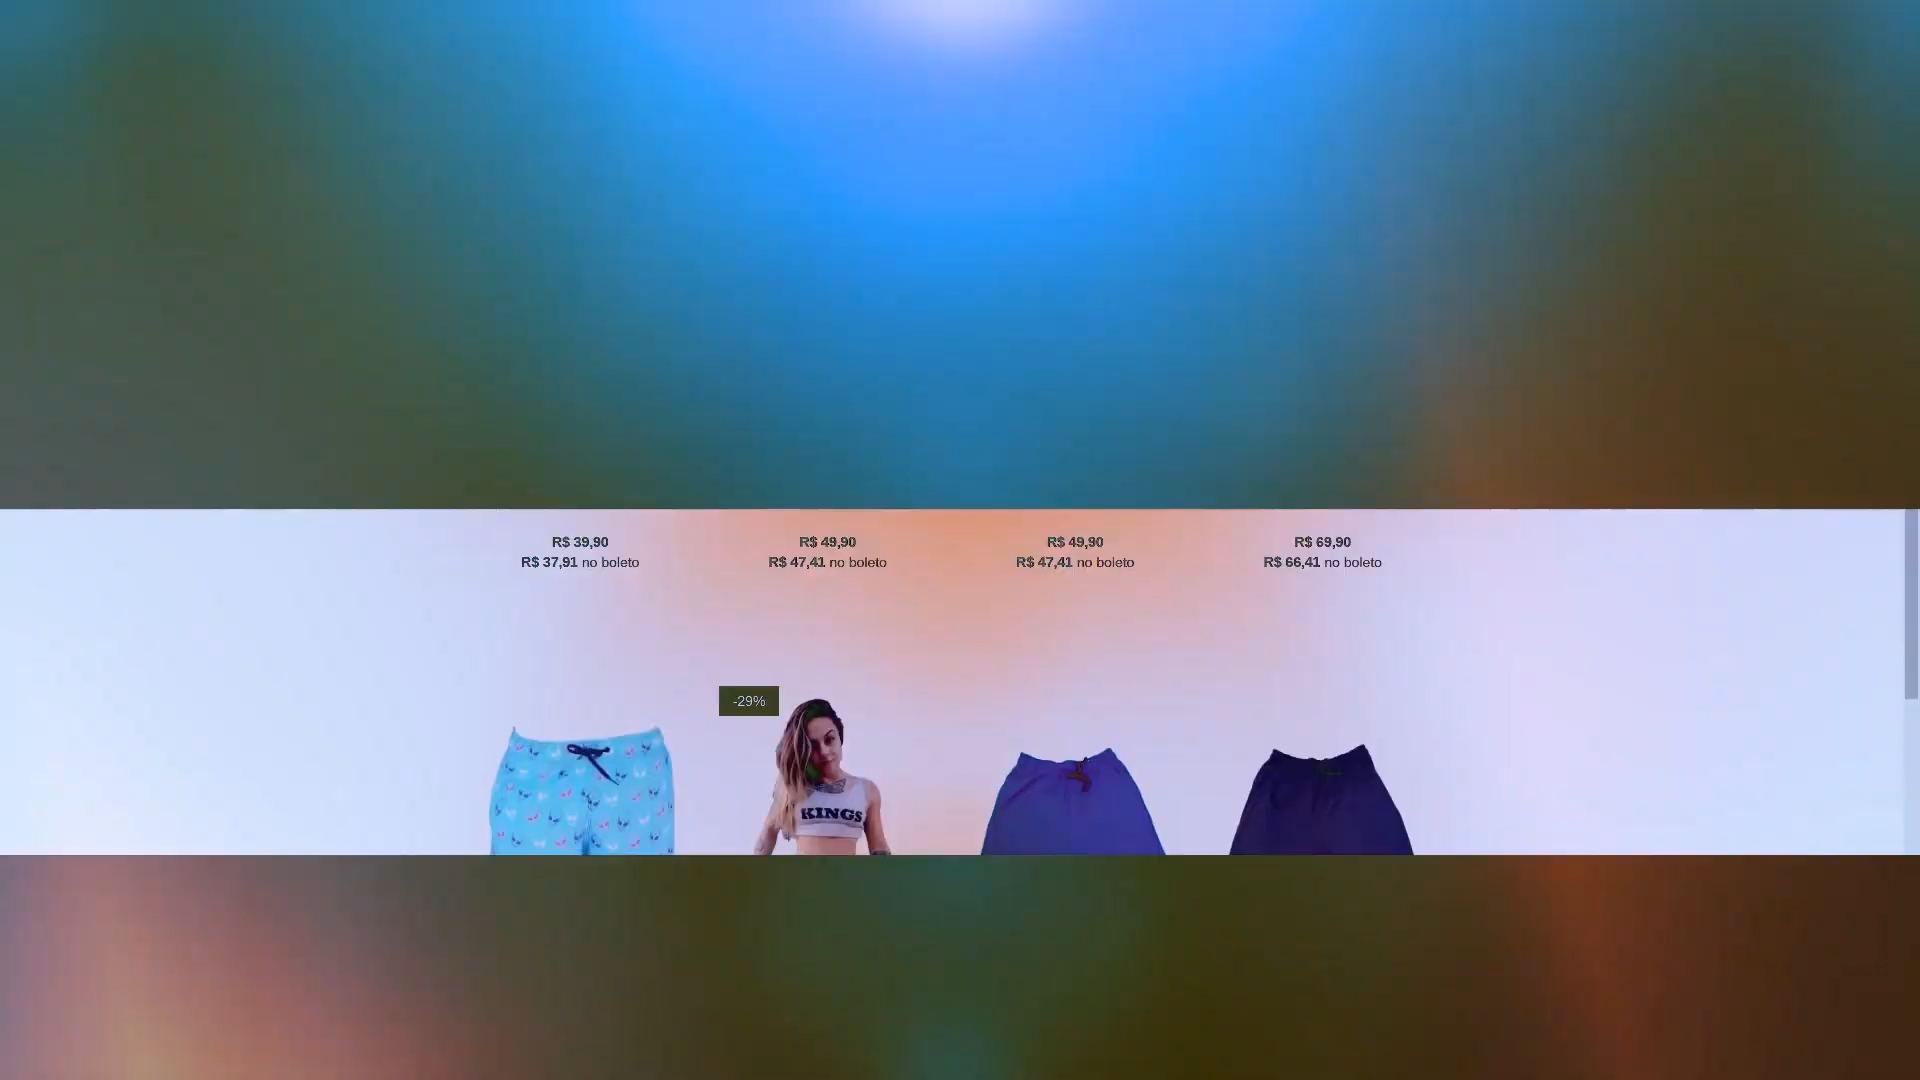 R$ 39,90
R$ 37,91 no boleto
R$ 49,90
R$ 47,41 no boleto
R$ 49,90
R$ 47,41 no boleto
R$ 69,90
R$ 66,41 no boleto
-29%
KINGS